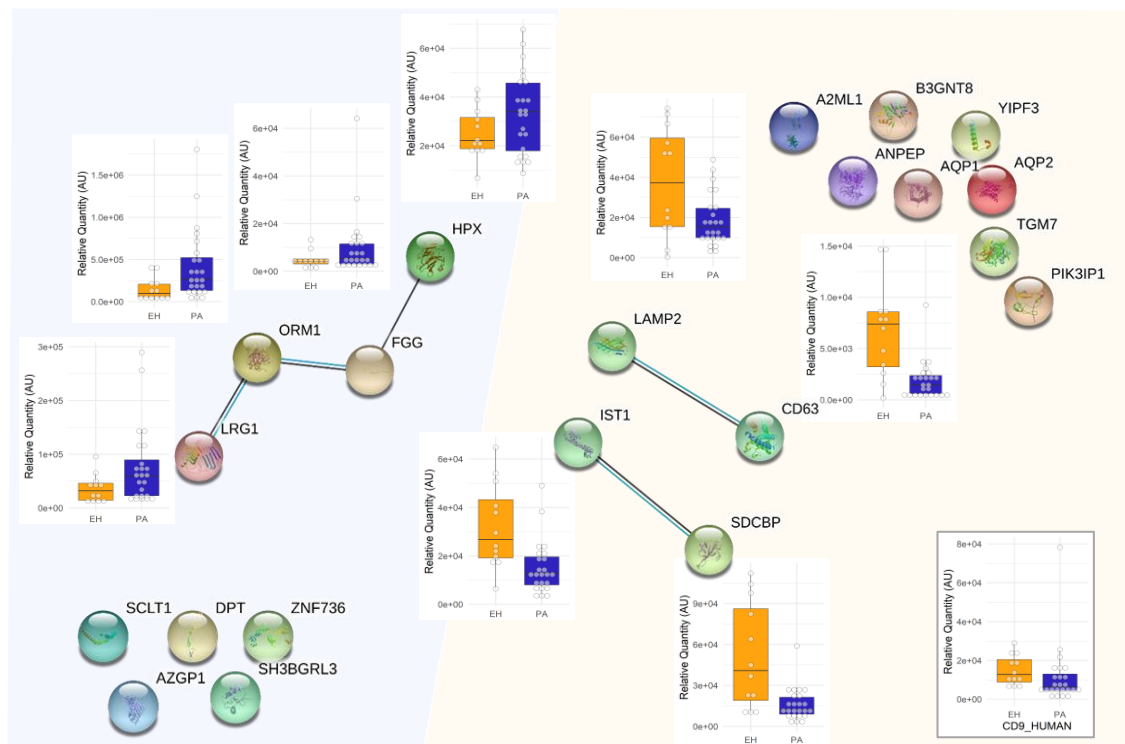 Relative Quantity (AU)
6e+04
4e+04
2e+04
EH PA
Relative Quantity (AU)
6e+04
4e+04
2e+04
0e+00
EH PA
Relative Quantity (AU)
1.5e+06
1.0e+06
5.0e+05
0.0e+00
EH PA
Relative Quantity (AU)
3e+05
2e+05
1e+05
0e+00
EH PA
HPX
ORM1
FGG
LRG1
SCLT1
DPT
ZNF736
AZGP1
SH3BGRL3
Relative Quantity (AU)
6e+04
4e+04
2e+04
0e+00
EH PA
A2ML1
B3GNT8
YIPF3
ANPEP
AQP1
AQP2
TGM7
PIK3IP1
Relative Quantity (AU)
1.5e+04
1.0e+04
5.0e+03
0.0e+00
EH PA
LAMP2
CD63
IST1
SDCBP
Relative Quantity (AU)
6e+04
4e+04
2e+04
0e+00
EH PA
Relative Quantity (AU)
9e+04
6e+04
3e+04
0e+00
EH PA
Relative Quantity (AU)
8e+04
6e+04
4e+04
2e+04
0e+00
EH PA
CD9_HUMAN